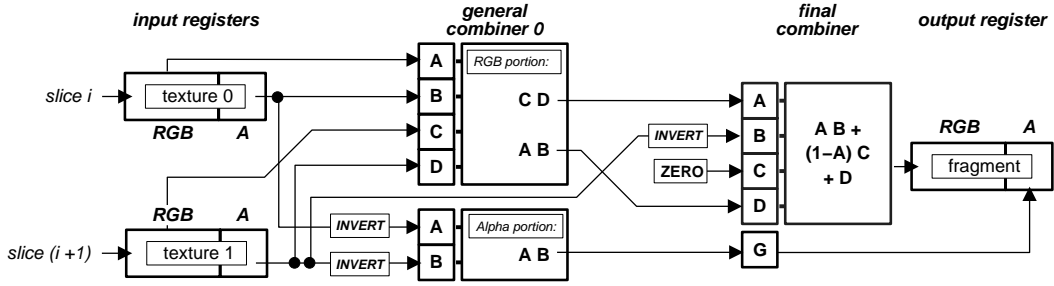 input registers
general
combiner 0
final
combiner
output register
slice i
texture 0
RGB
A
A
B
C
D
RGB portion:
C D
A B
INVERT
ZERO
A
B
C
D
A B +
(1–A) C
+ D
RGB
A
fragment
RGB
A
slice (i +1)
texture 1
INVERT
INVERT
A
B
Alpha portion:
A B
G